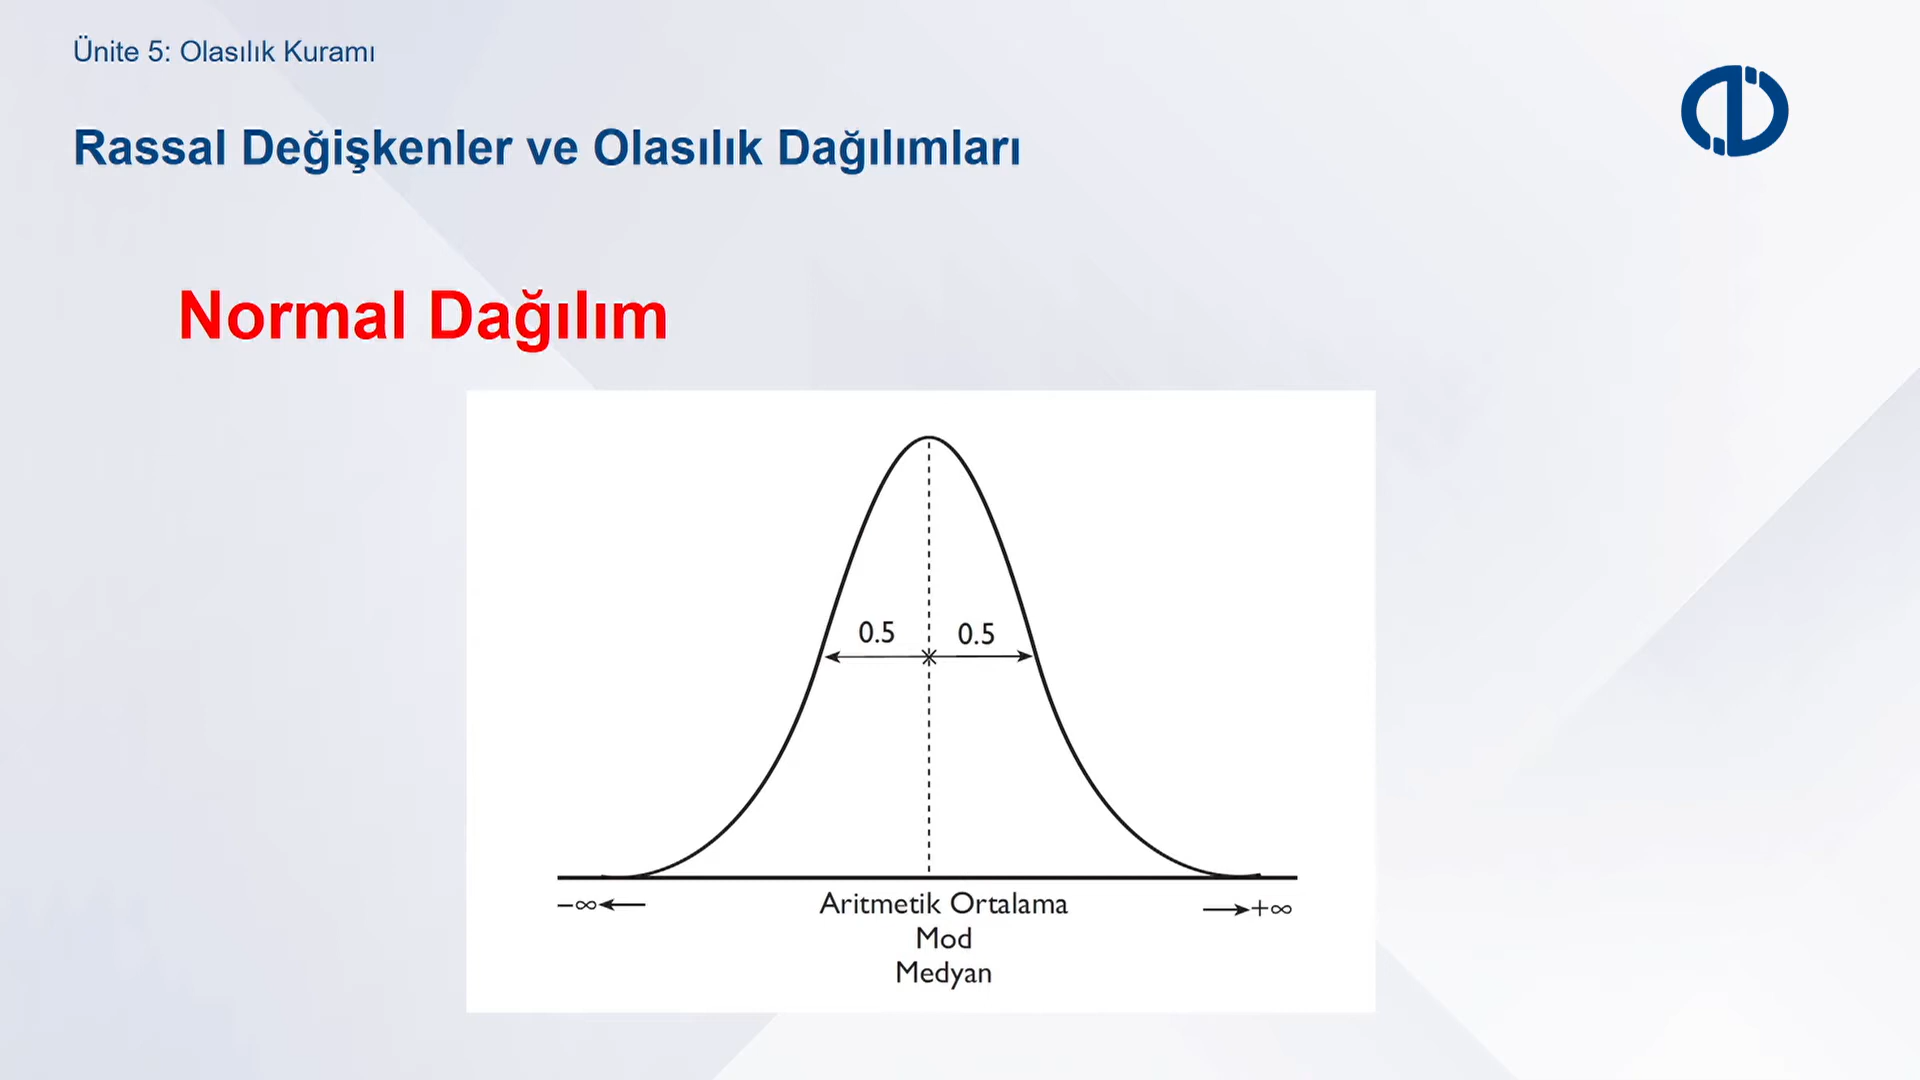 Ünite 5: Olasılık Kuramı
Rassal Değişkenler ve Olasılık Dağılımları
Normal Dağılım
0.5 0.5
−∞ Aritmetik Ortalama +∞
Mod
Medyan